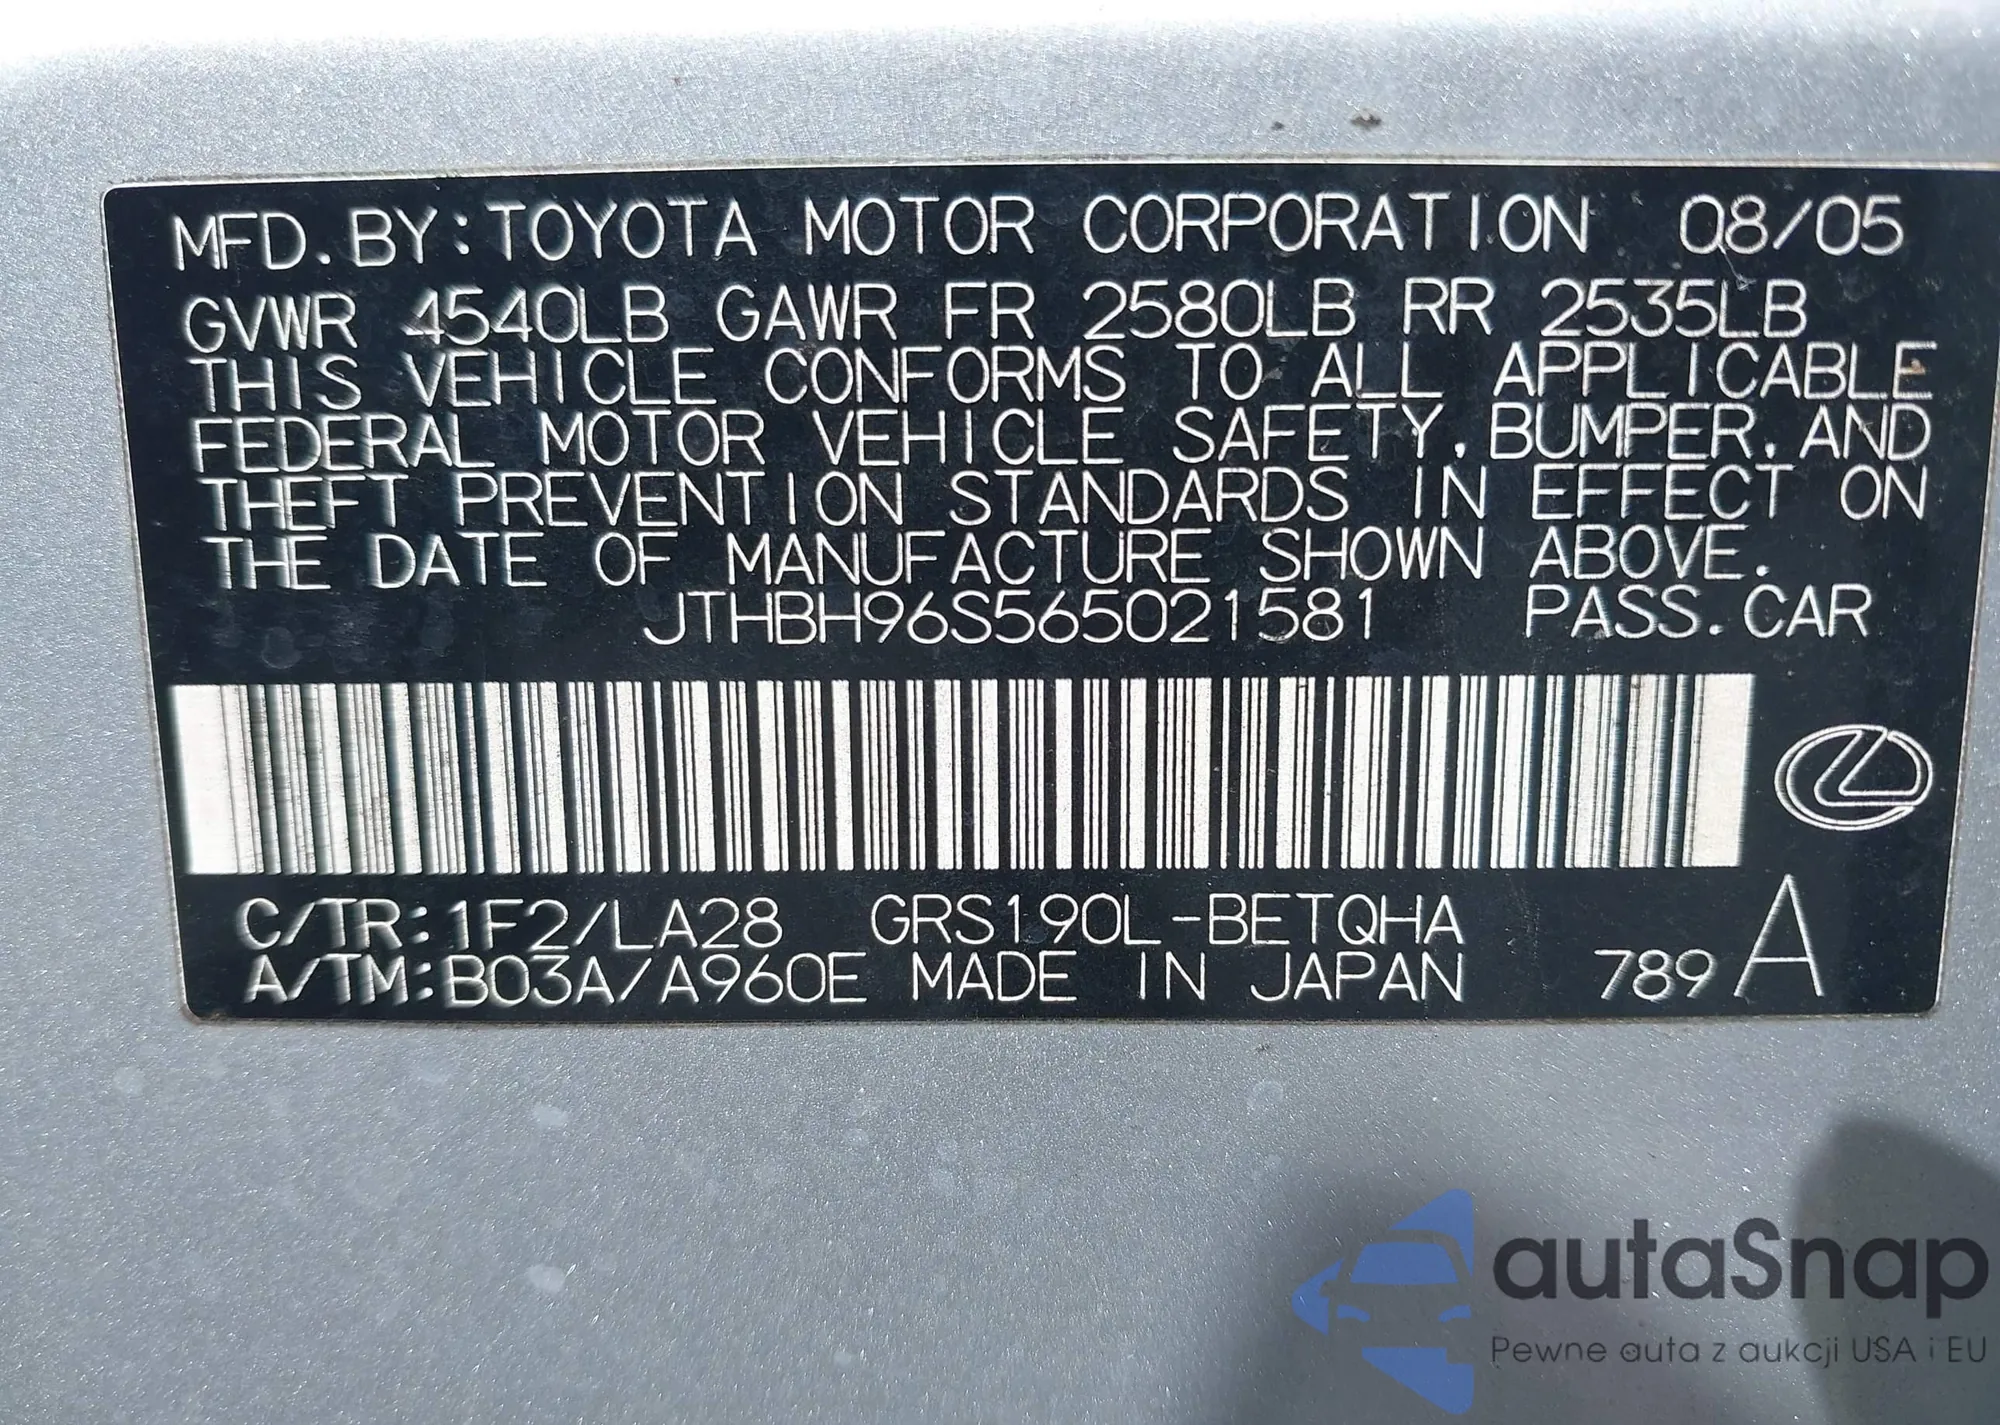 MFD. BY: TOYOTA MOTOR CORPORATION 08/05
GVWR 4540LB GAWR FR 2580LB RR 2535LB
THIS VEHICLE CONFORMS TO ALL APPLICABLE
FEDERAL MOTOR VEHICLE SAFETY, BUMPER, AND
THEFT PREVENTION STANDARDS IN EFFECT ON
THE DATE OF MANUFACTURE SHOWN ABOVE.
JTHBH96S565021581 PASS. CAR
C/TR: 1F2/LA28 GRS190L-BETQHA
A/TM: B03A/A960E MADE IN JAPAN 789 A
autaSnap
Pewne auta z aukcji USA i EU